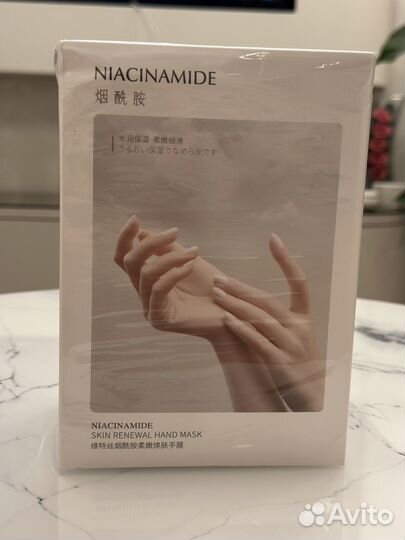 NIACINAMIDE
烟酰胺
水润保湿 柔嫩细滑
うるおい保湿でなめらかです
NIACINAMIDE
SKIN RENEWAL HAND MASK
维特丝烟酰胺柔嫩焕肤手膜
Avito